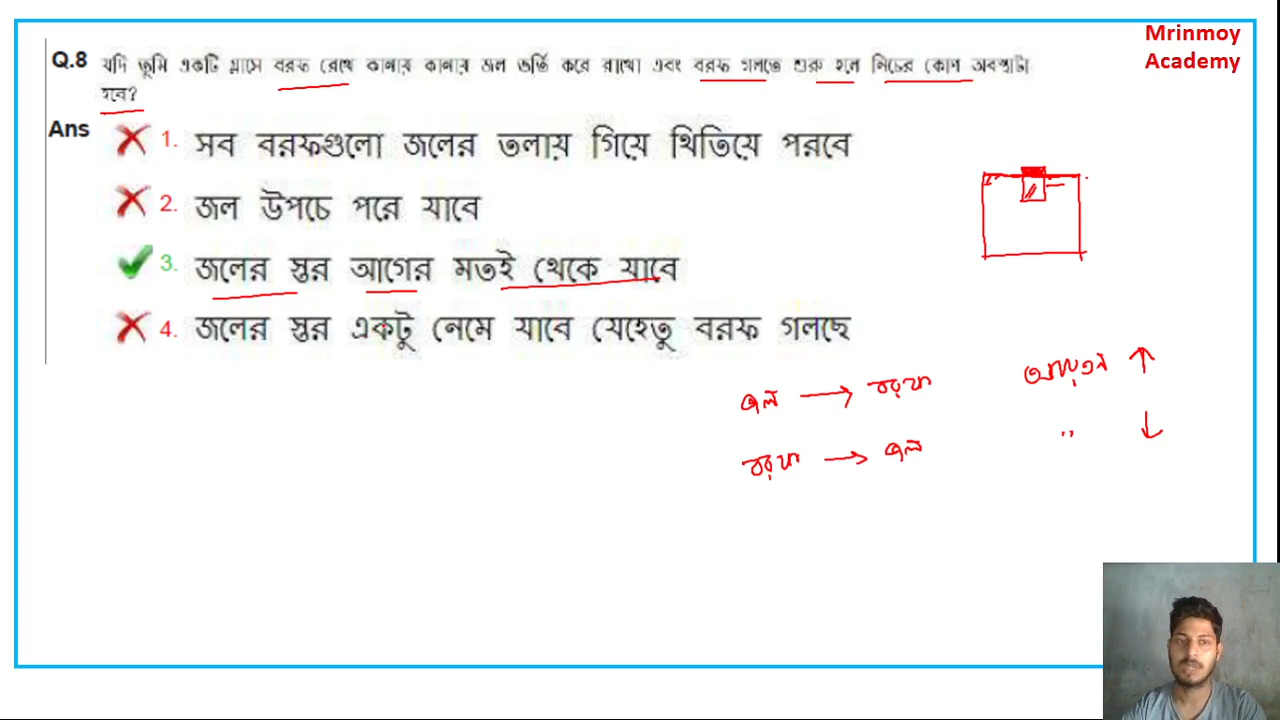 Mrinmoy
Academy
Q.8 যদি তুমি একটি গ্লাসে বরফ রেখে কানায় কানায় জল ভর্তি করে রাখো এবং বরফ গলতে শুরু হলে নিচের কোণ অবস্থাটা
হবে?
Ans
1. সব বরফগুলো জলের তলায় গিয়ে থিতিয়ে পরবে
2. জল উপচে পরে যাবে
3. জলের স্তর আগের মতই থেকে যাবে
4. জলের স্তর একটু নেমে যাবে যেহেতু বরফ গলছে
জল → বরফ আয়তন ↑
বরফ → জল " ↓